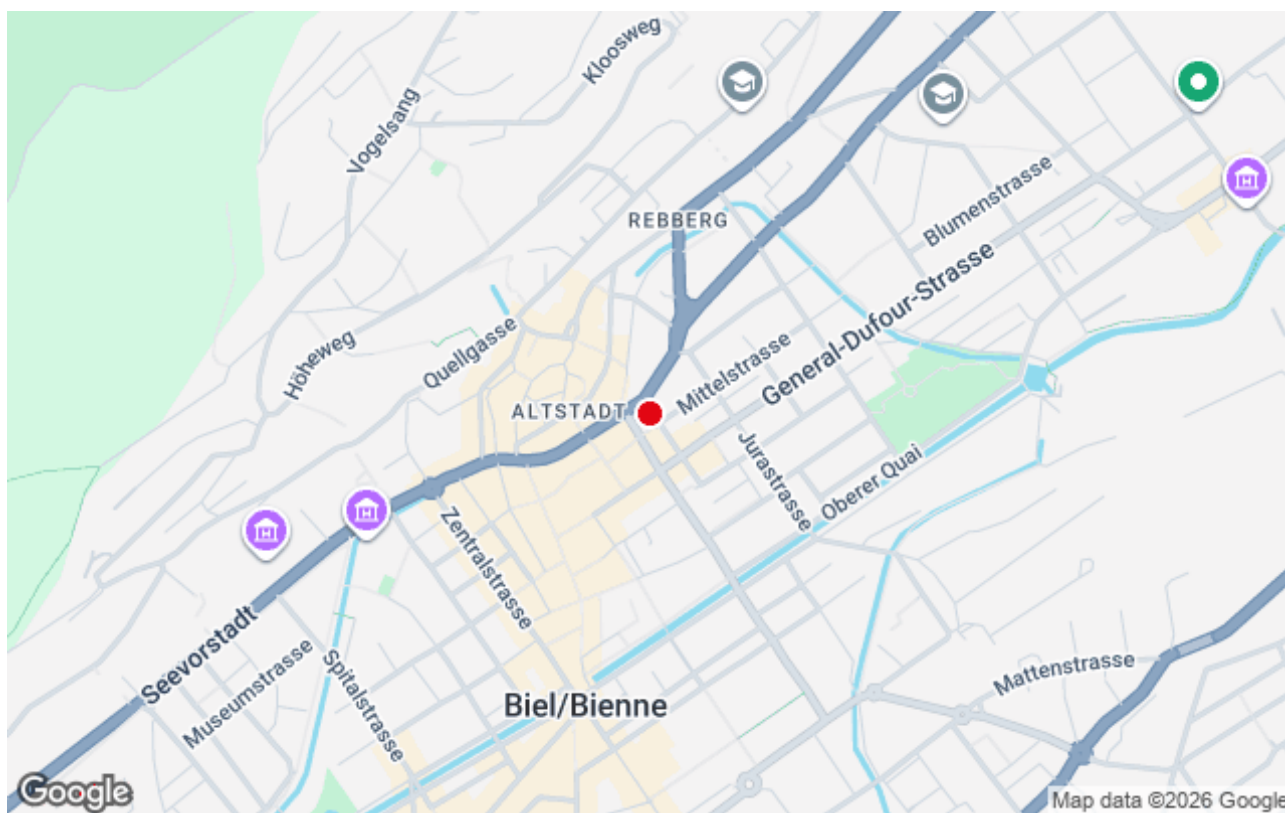 Kloosweg
Vogelsang
REBBERG
Blumenstrasse
General-Dufour-Strasse
Höheweg
Quellgasse
Mittelstrasse
ALTSTADT
Jurastrasse
Oberer Quai
Zentralstrasse
Seevorstadt
Museumstrasse
Spitalstrasse
Mattenstrasse
Biel/Bienne
Google
Map data ©2026 Google